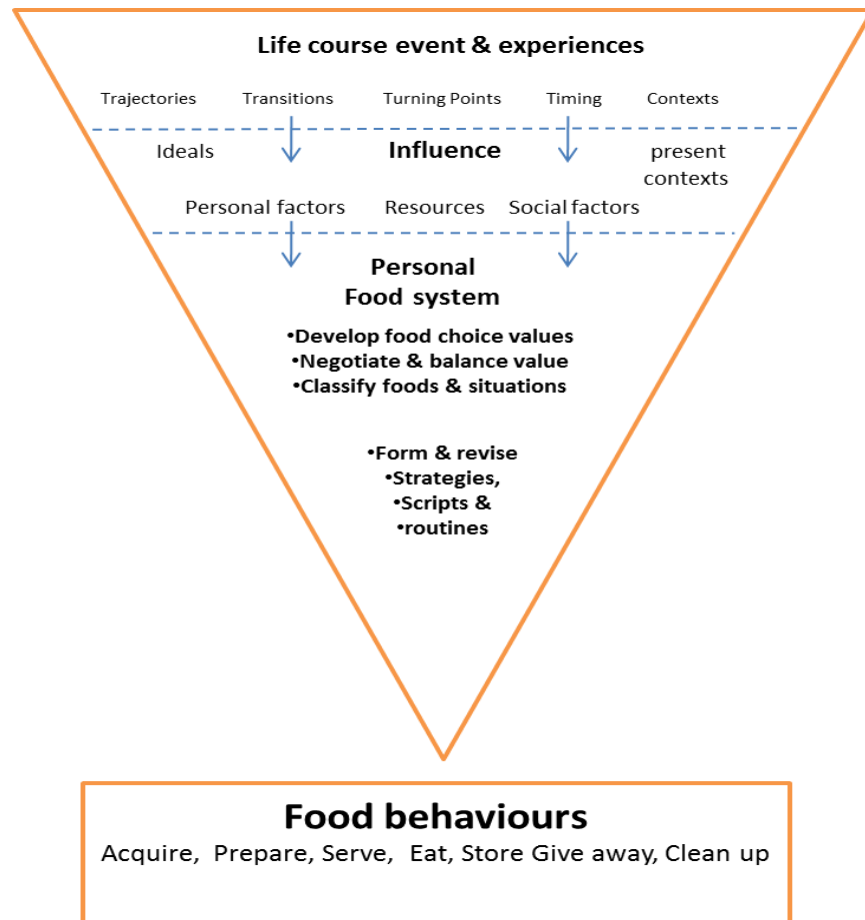 Life course event & experiences
Trajectories Transitions Turning Points Timing Contexts
Ideals Influence present
contexts
Personal factors Resources Social factors
Personal
Food system
•Develop food choice values
•Negotiate & balance value
•Classify foods & situations
•Form & revise
•Strategies,
•Scripts &
•routines
Food behaviours
Acquire, Prepare, Serve, Eat, Store Give away, Clean up